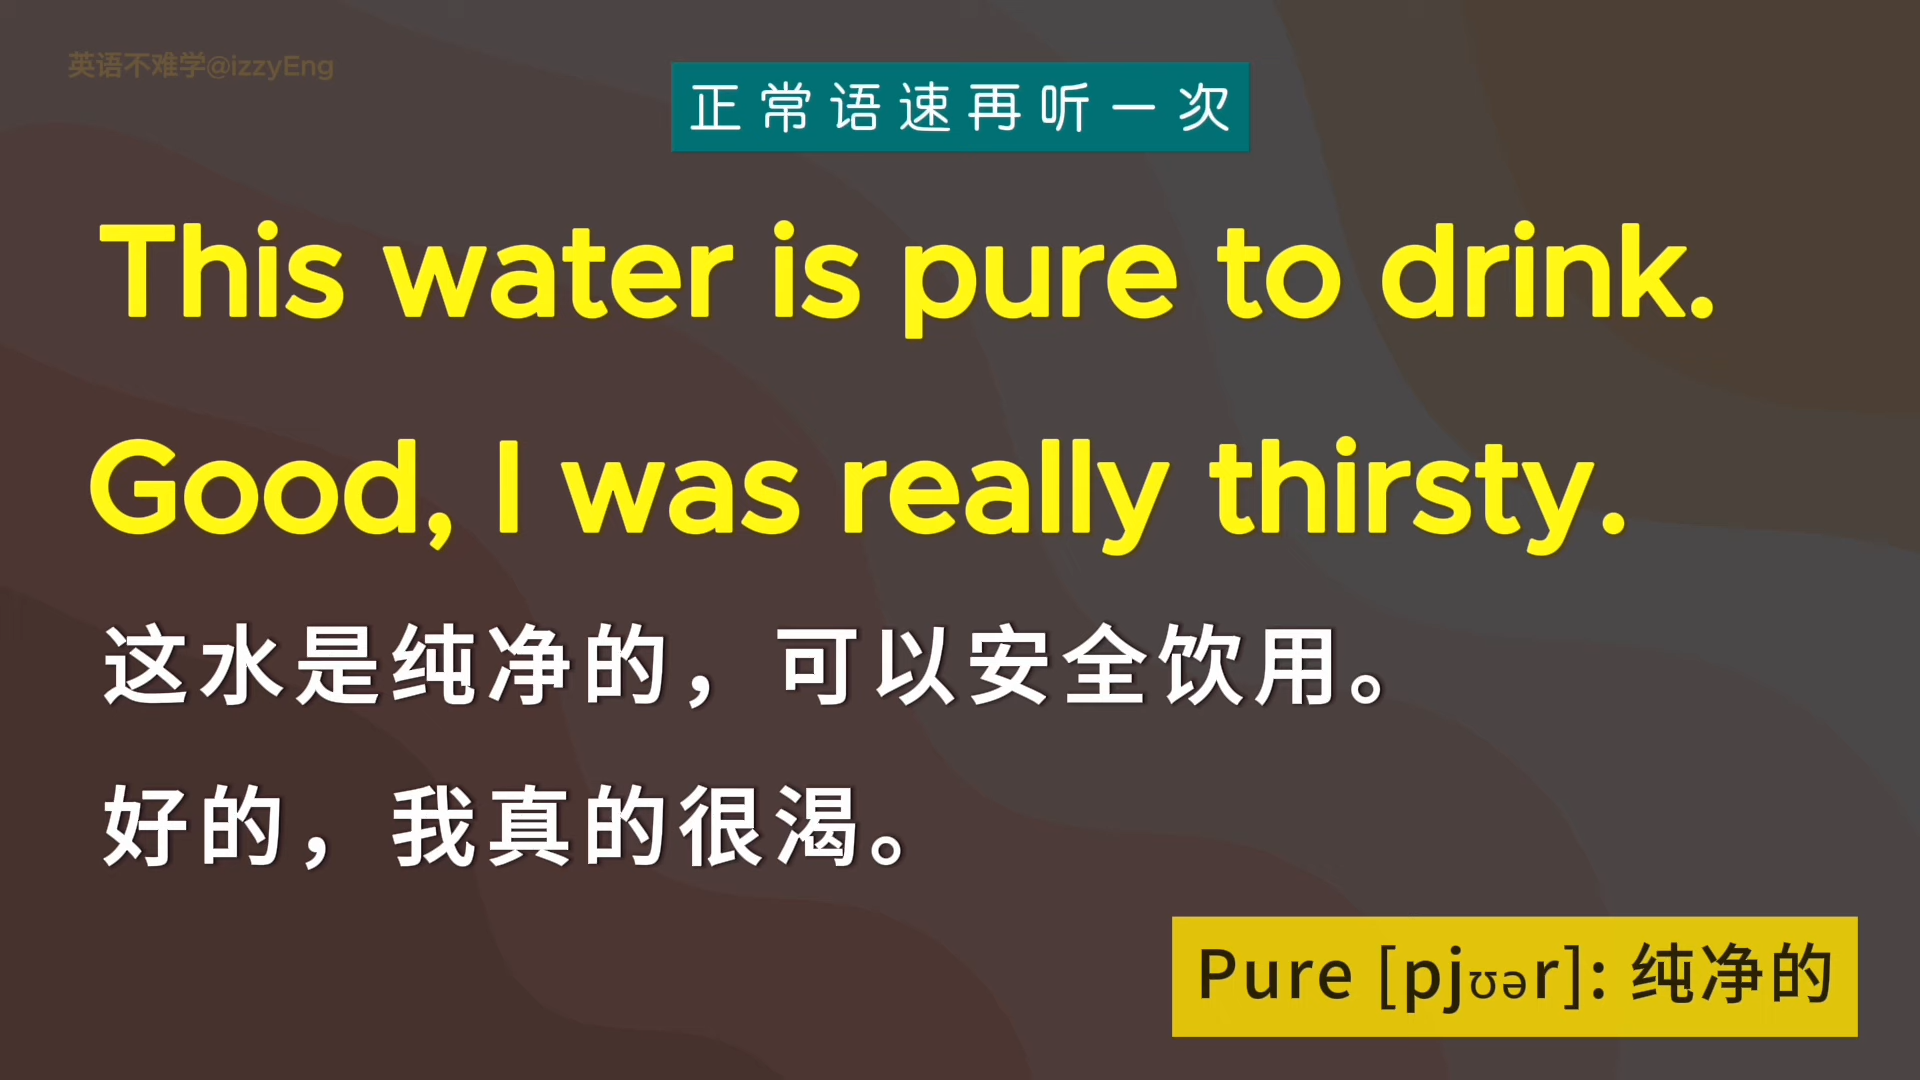 英语不难学@izzyEng
正常语速再听一次
This water is pure to drink.
Good, I was really thirsty.
这水是纯净的，可以安全饮用。
好的，我真的很渴。
Pure [pjʊər]: 纯净的